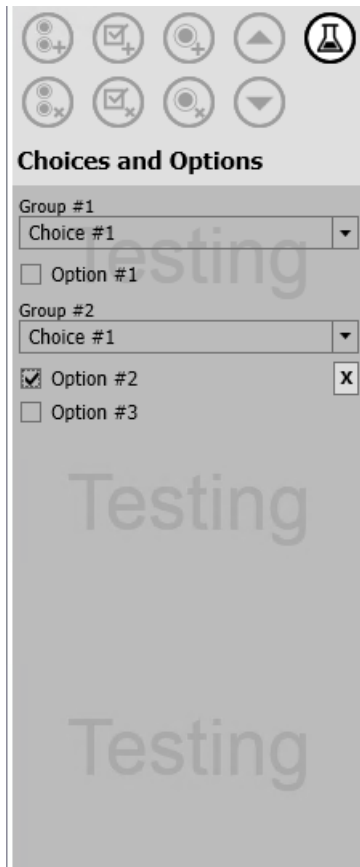 Choices and Options
Group #1
Choice #1
Testing
Option #1
Group #2
Choice #1
Option #2
X
Option #3
Testing
Testing